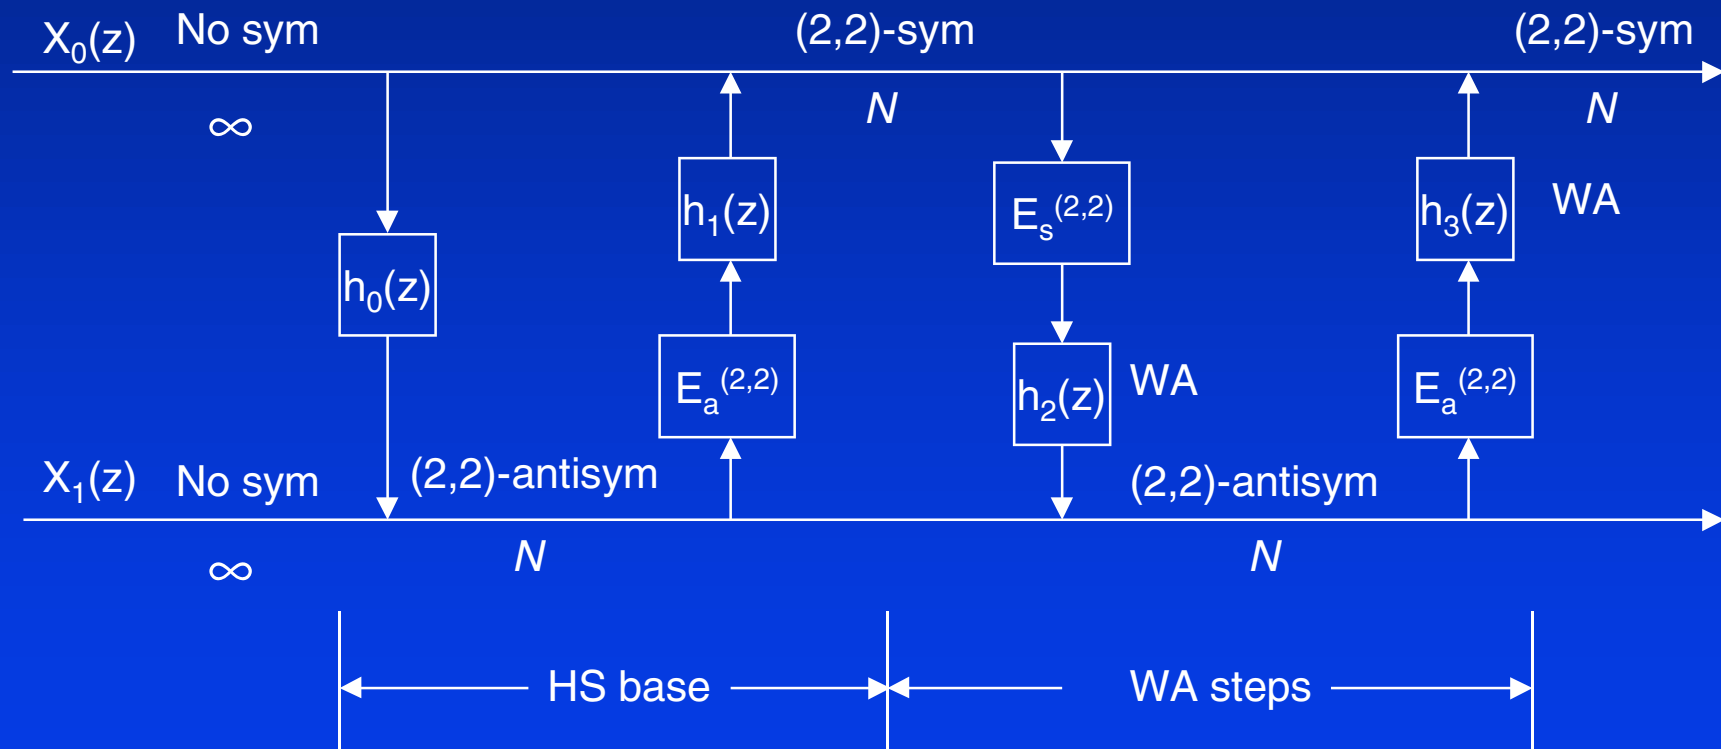 X₀(z) No sym (2,2)-sym (2,2)-sym
∞ N N
h₁(z) Eₛ⁽²,²⁾ h₃(z) WA
h₀(z)
Eₐ⁽²,²⁾ h₂(z) WA Eₐ⁽²,²⁾
X₁(z) No sym (2,2)-antisym (2,2)-antisym
∞ N N
HS base WA steps